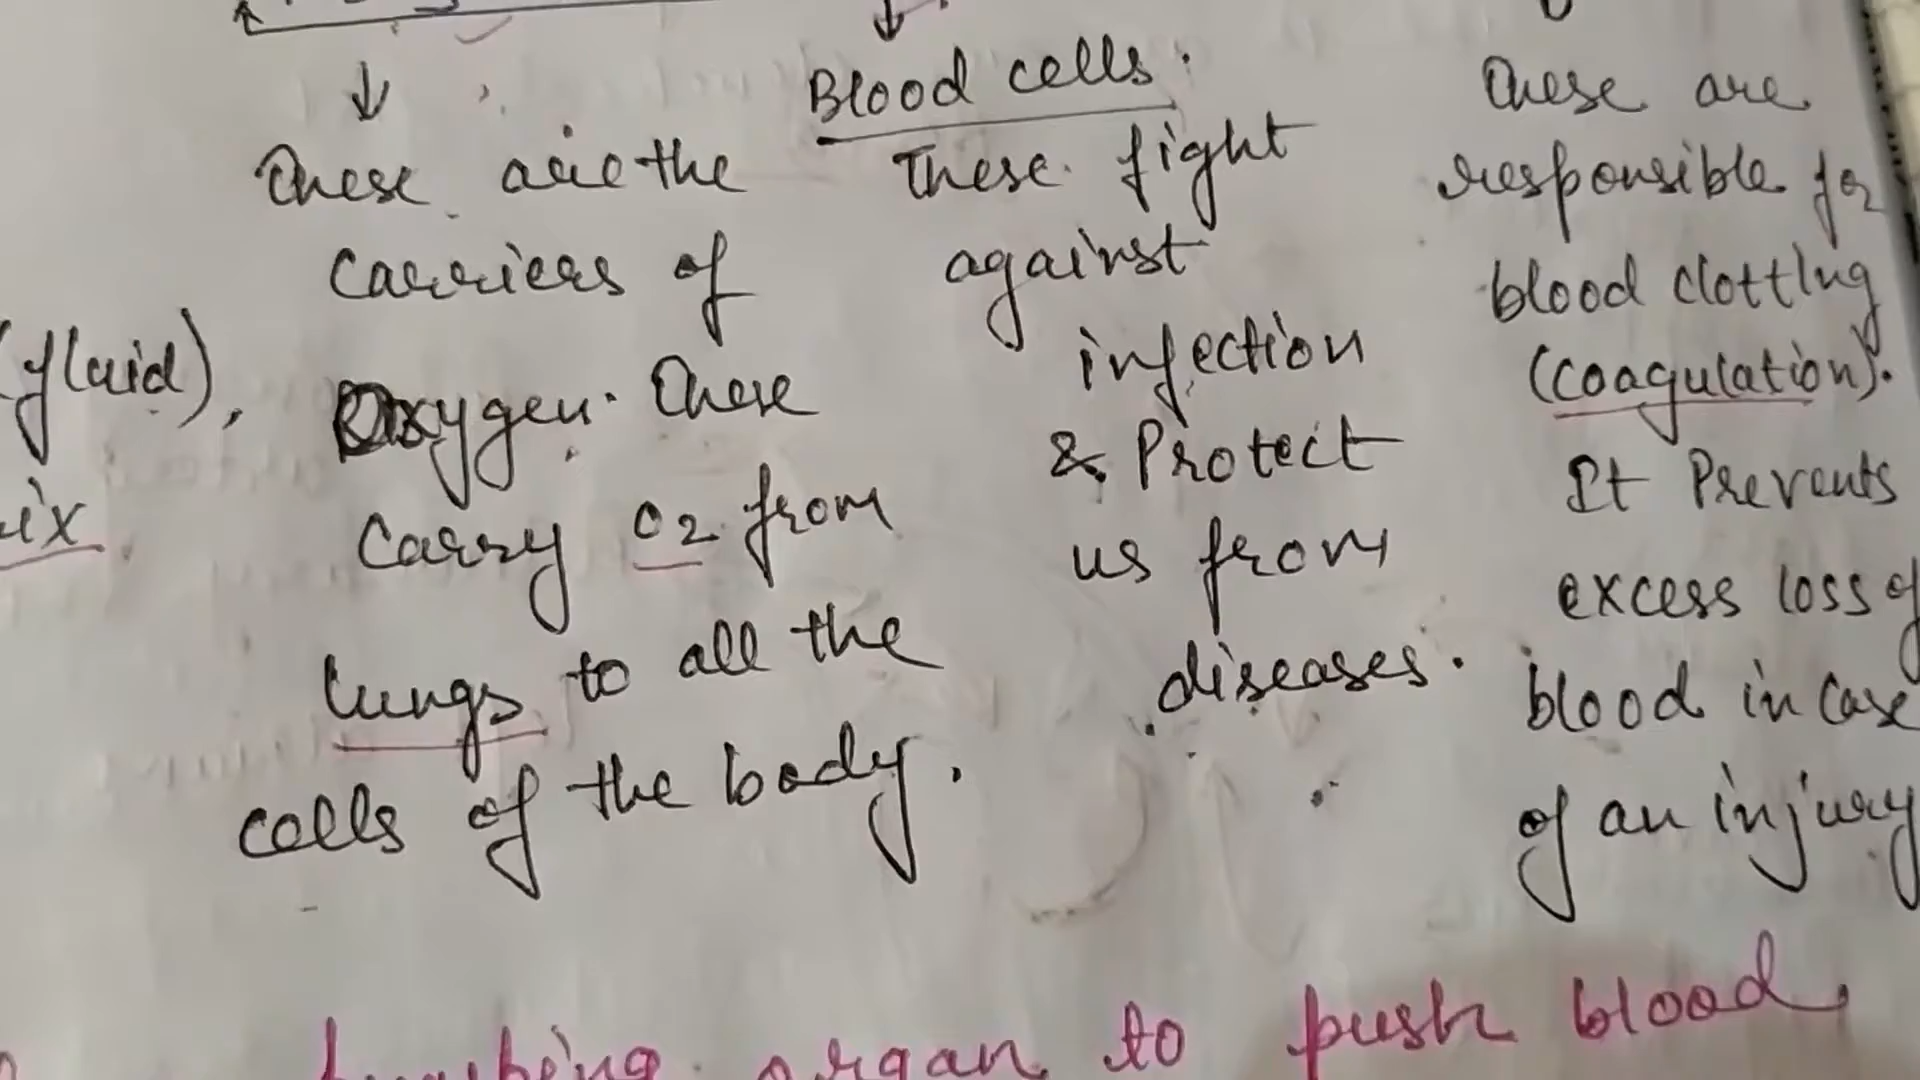 (fluid),
These are the
carriers of
Oxygen. These
carry O2 from
lungs to all the
cells of the body.
Blood cells.
These fight
against
infection
& Protect
us from
diseases.
These are
responsible for
blood clotting
(coagulation).
It Prevents
excess loss of
blood in case
of an injury
organ to push blood,